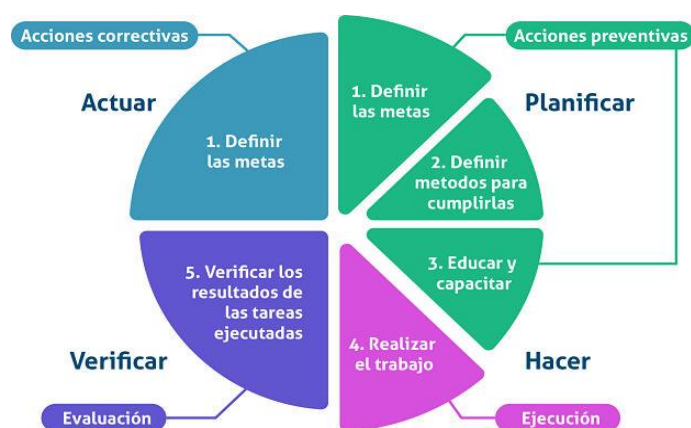 Acciones correctivas
Acciones preventivas
Actuar
Planificar
1. Definir
las metas
1. Definir
las metas
2. Definir
metodos para
cumplirlas
3. Educar y
capacitar
4. Realizar
el trabajo
5. Verificar los
resultados de
las tareas
ejecutadas
Verificar
Hacer
Evaluación
Ejecución